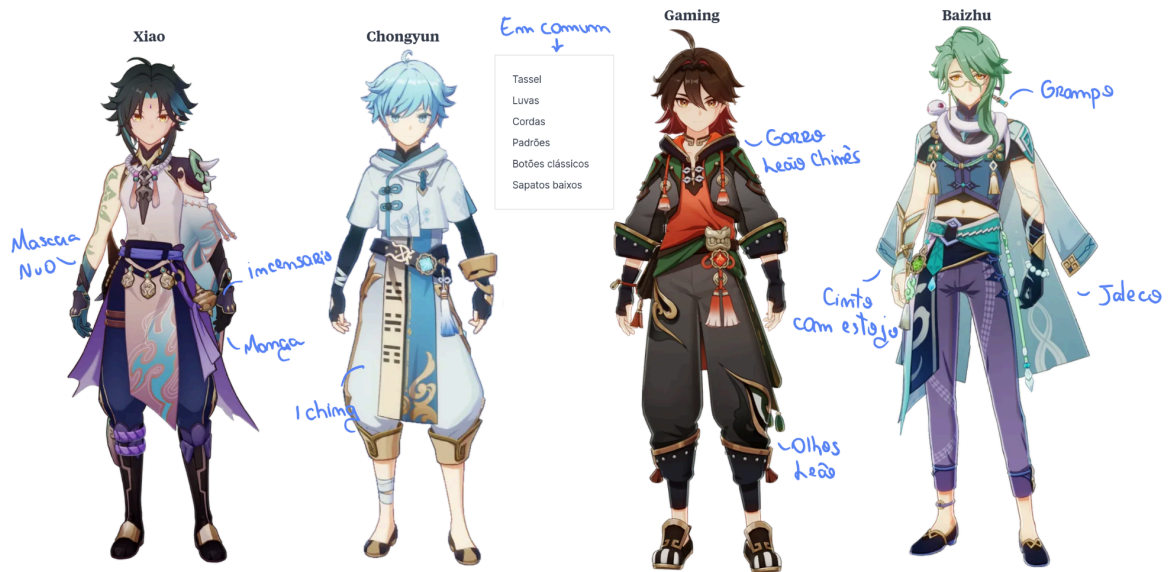 Xiao
Chongyun
Em comum
Gaming
Baizhu
Tassel
Luvas
Cordas
Padrões
Botões clássicos
Sapatos baixos
Grampo
Gorro
Leão Chinês
Mascra
NUO
incensario
Manga
I ching
Cinto
com estojo
Jaleco
Olhos
Leão